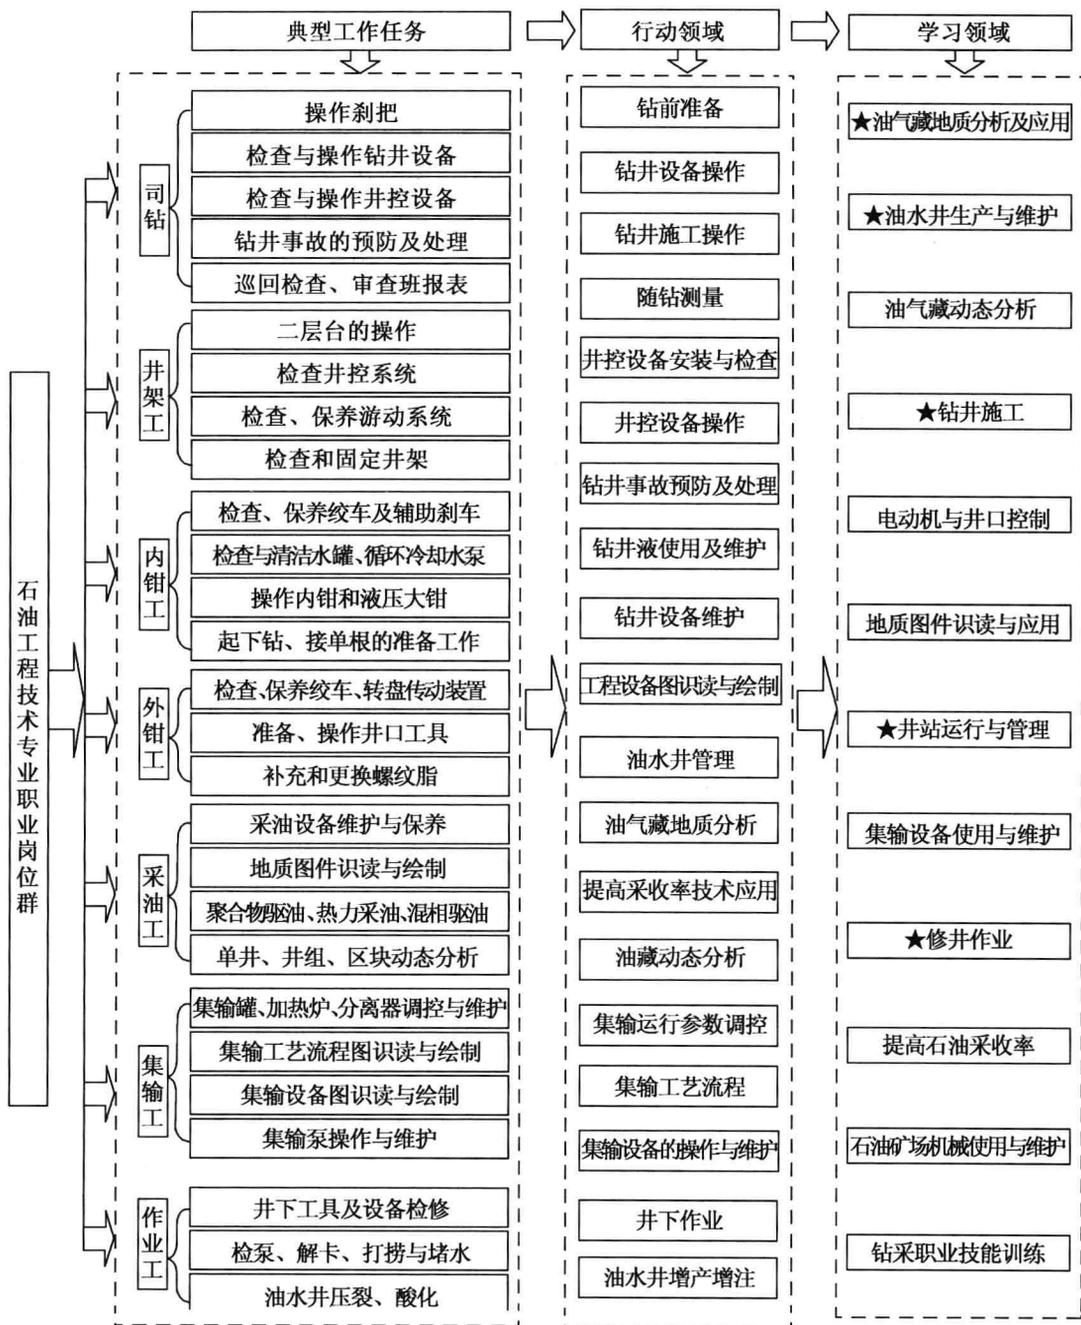 典型工作任务
行动领域
学习领域
石油工程技术专业职业岗位群
司钻
操作刹把
检查与操作钻井设备
检查与操作井控设备
钻井事故的预防及处理
巡回检查、审查班报表
井架工
二层台的操作
检查井控系统
检查、保养游动系统
检查和固定井架
内钳工
检查、保养绞车及辅助刹车
检查与清洁水罐、循环冷却水泵
操作内钳和液压大钳
起下钻、接单根的准备工作
外钳工
检查、保养绞车、转盘传动装置
准备、操作井口工具
补充和更换螺纹脂
采油工
采油设备维护与保养
地质图件识读与绘制
聚合物驱油、热力采油、混相驱油
单井、井组、区块动态分析
集输工
集输罐、加热炉、分离器调控与维护
集输工艺流程图识读与绘制
集输设备图识读与绘制
集输泵操作与维护
作业工
井下工具及设备检修
检泵、解卡、打捞与堵水
油水井压裂、酸化
钻前准备
钻井设备操作
钻井施工操作
随钻测量
井控设备安装与检查
井控设备操作
钻井事故预防及处理
钻井液使用及维护
钻井设备维护
工程设备图识读与绘制
油水井管理
油气藏地质分析
提高采收率技术应用
油藏动态分析
集输运行参数调控
集输工艺流程
集输设备的操作与维护
井下作业
油水井增产增注
★油气藏地质分析及应用
★油水井生产与维护
油气藏动态分析
★钻井施工
电动机与井口控制
地质图件识读与应用
★井站运行与管理
集输设备使用与维护
★修井作业
提高石油采收率
石油矿场机械使用与维护
钻采职业技能训练